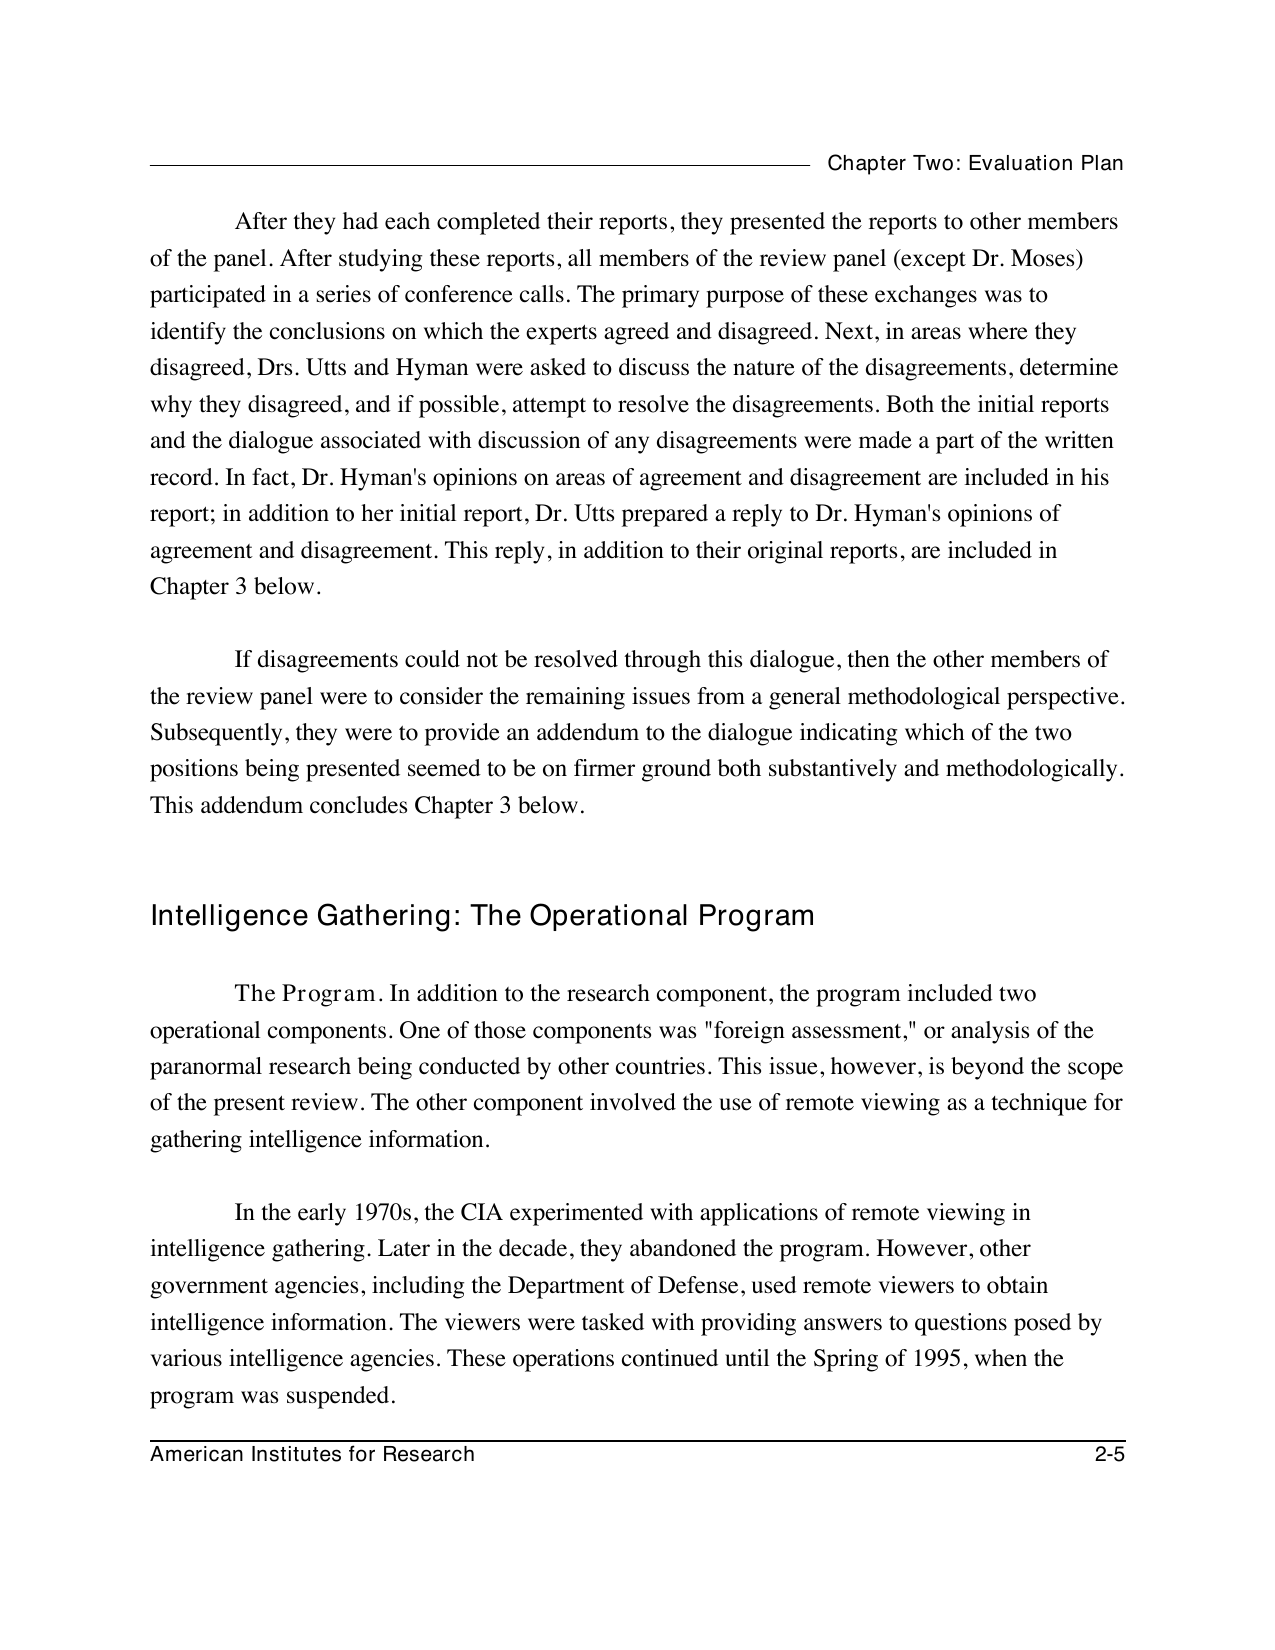 Chapter Two: Evaluation Plan
After they had each completed their reports, they presented the reports to other members
of the panel. After studying these reports, all members of the review panel (except Dr. Moses)
participated in a series of conference calls. The primary purpose of these exchanges was to
identify the conclusions on which the experts agreed and disagreed. Next, in areas where they
disagreed, Drs. Utts and Hyman were asked to discuss the nature of the disagreements, determine
why they disagreed, and if possible, attempt to resolve the disagreements. Both the initial reports
and the dialogue associated with discussion of any disagreements were made a part of the written
record. In fact, Dr. Hyman's opinions on areas of agreement and disagreement are included in his
report; in addition to her initial report, Dr. Utts prepared a reply to Dr. Hyman's opinions of
agreement and disagreement. This reply, in addition to their original reports, are included in
Chapter 3 below.
If disagreements could not be resolved through this dialogue, then the other members of
the review panel were to consider the remaining issues from a general methodological perspective.
Subsequently, they were to provide an addendum to the dialogue indicating which of the two
positions being presented seemed to be on firmer ground both substantively and methodologically.
This addendum concludes Chapter 3 below.
Intelligence Gathering: The Operational Program
The Program. In addition to the research component, the program included two
operational components. One of those components was "foreign assessment," or analysis of the
paranormal research being conducted by other countries. This issue, however, is beyond the scope
of the present review. The other component involved the use of remote viewing as a technique for
gathering intelligence information.
In the early 1970s, the CIA experimented with applications of remote viewing in
intelligence gathering. Later in the decade, they abandoned the program. However, other
government agencies, including the Department of Defense, used remote viewers to obtain
intelligence information. The viewers were tasked with providing answers to questions posed by
various intelligence agencies. These operations continued until the Spring of 1995, when the
program was suspended.
American Institutes for Research 2-5